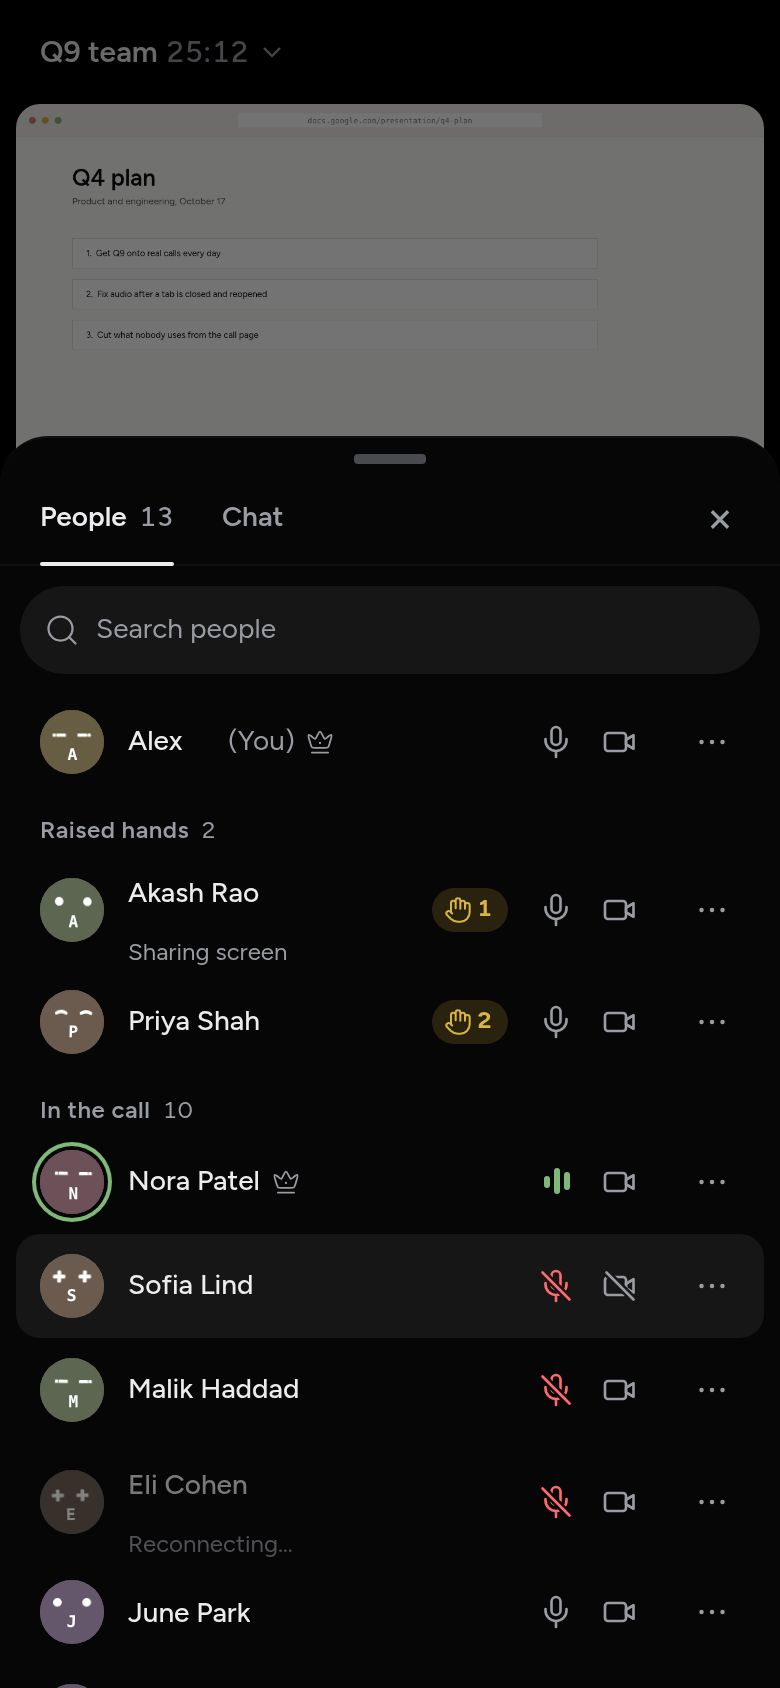 Q9 team 25:12
docs.google.com/presentation/q4-plan
Q4 plan
Product and engineering, October 17
1. Get Q9 onto real calls every day
2. Fix audio after a tab is closed and reopened
3. Cut what nobody uses from the call page
People 13 Chat
Search people
A
Alex (You)
Raised hands 2
A
Akash Rao 1
Sharing screen
P
Priya Shah 2
In the call 10
N
Nora Patel
S
Sofia Lind
M
Malik Haddad
E
Eli Cohen
Reconnecting...
J
June Park